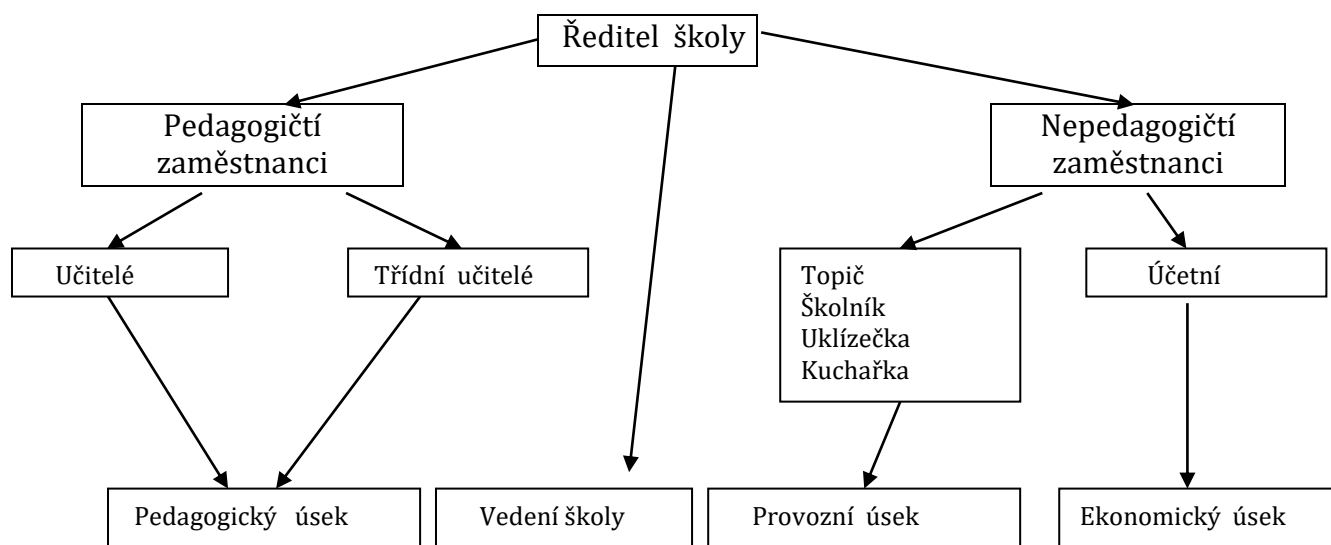 Ředitel školy
Pedagogičtí
zaměstnanci
Nepedagogičtí
zaměstnanci
Učitelé
Třídní učitelé
Topič
Školník
Uklízečka
Kuchařka
Účetní
Pedagogický úsek
Vedení školy
Provozní úsek
Ekonomický úsek